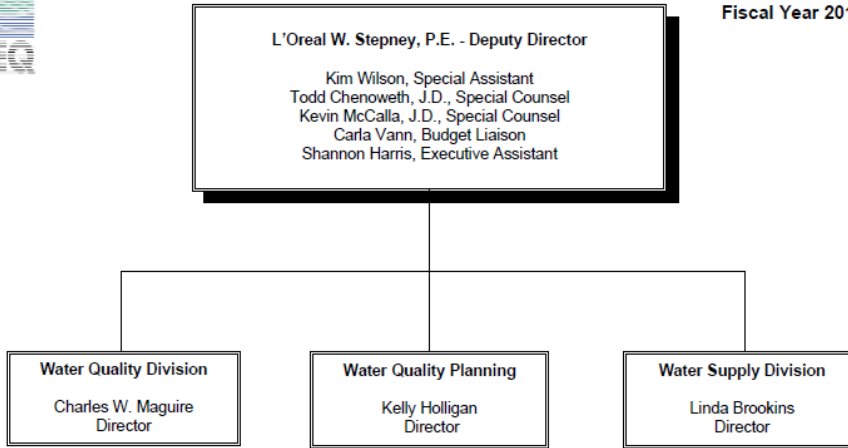 Fiscal Year 201
L'Oreal W. Stepney, P.E. - Deputy Director
Kim Wilson, Special Assistant
Todd Chenoweth, J.D., Special Counsel
Kevin McCalla, J.D., Special Counsel
Carla Vann, Budget Liaison
Shannon Harris, Executive Assistant
Water Quality Division
Charles W. Maguire
Director
Water Quality Planning
Kelly Holligan
Director
Water Supply Division
Linda Brookins
Director